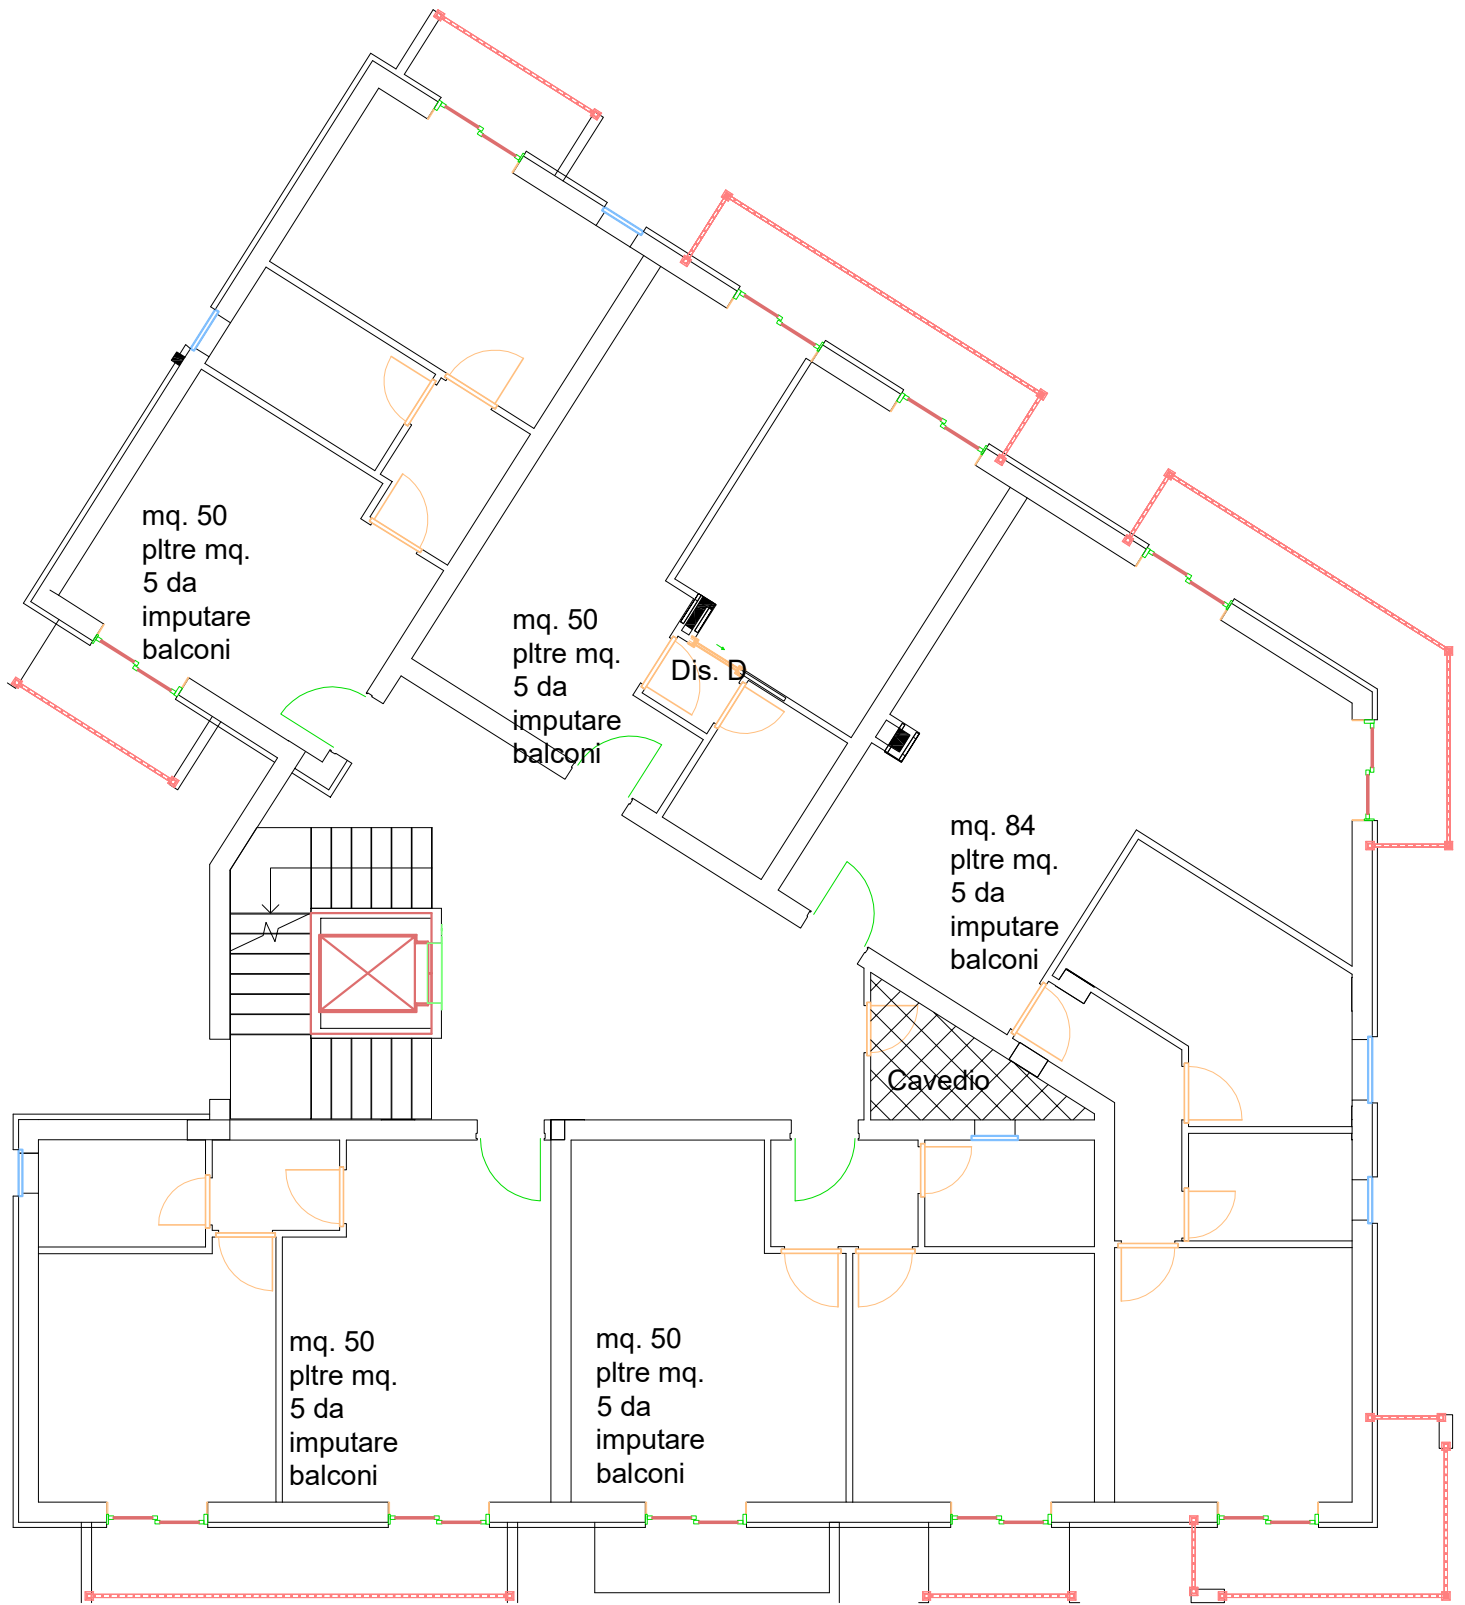 mq. 50
pltre mq.
5 da
imputare
balconi
mq. 50
pltre mq.
5 da
imputare
balconi
Dis. D
mq. 84
pltre mq.
5 da
imputare
balconi
Cavedio
mq. 50
pltre mq.
5 da
imputare
balconi
mq. 50
pltre mq.
5 da
imputare
balconi